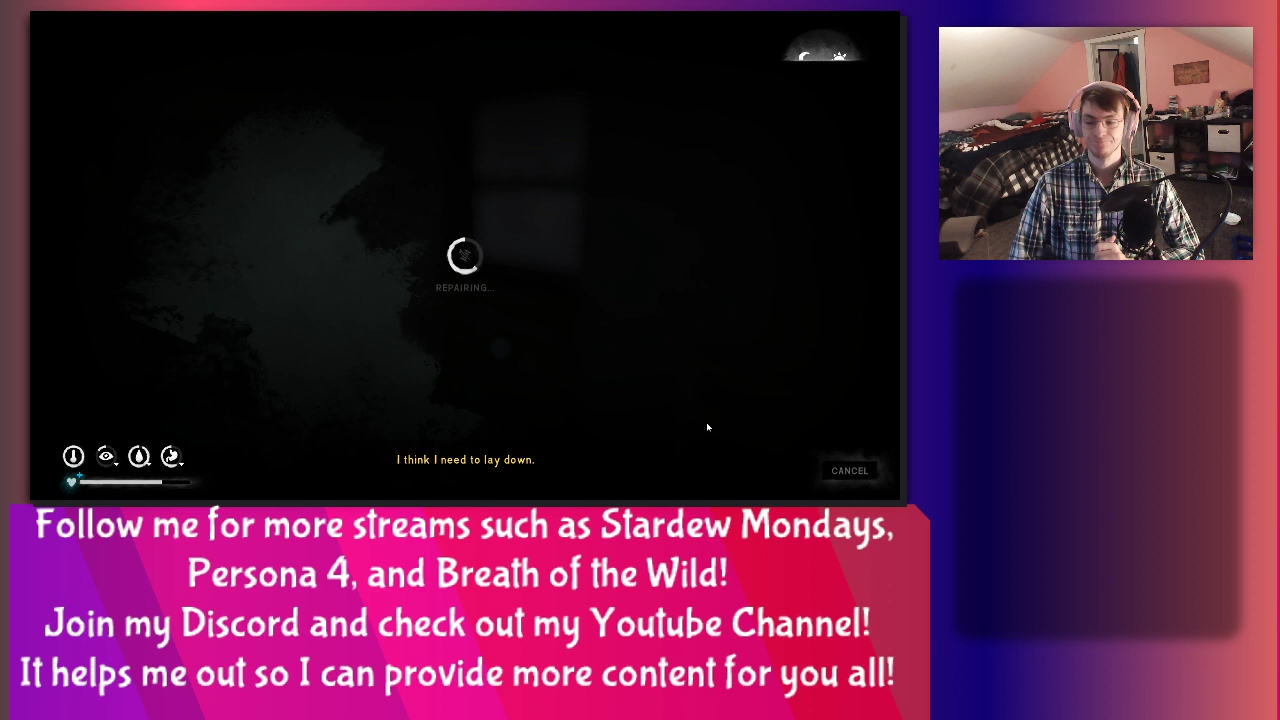 REPAIRING...
I think I need to lay down.
CANCEL
Follow me for more streams such as Stardew Mondays,
Persona 4, and Breath of the Wild!
Join my Discord and check out my Youtube Channel!
It helps me out so I can provide more content for you all!